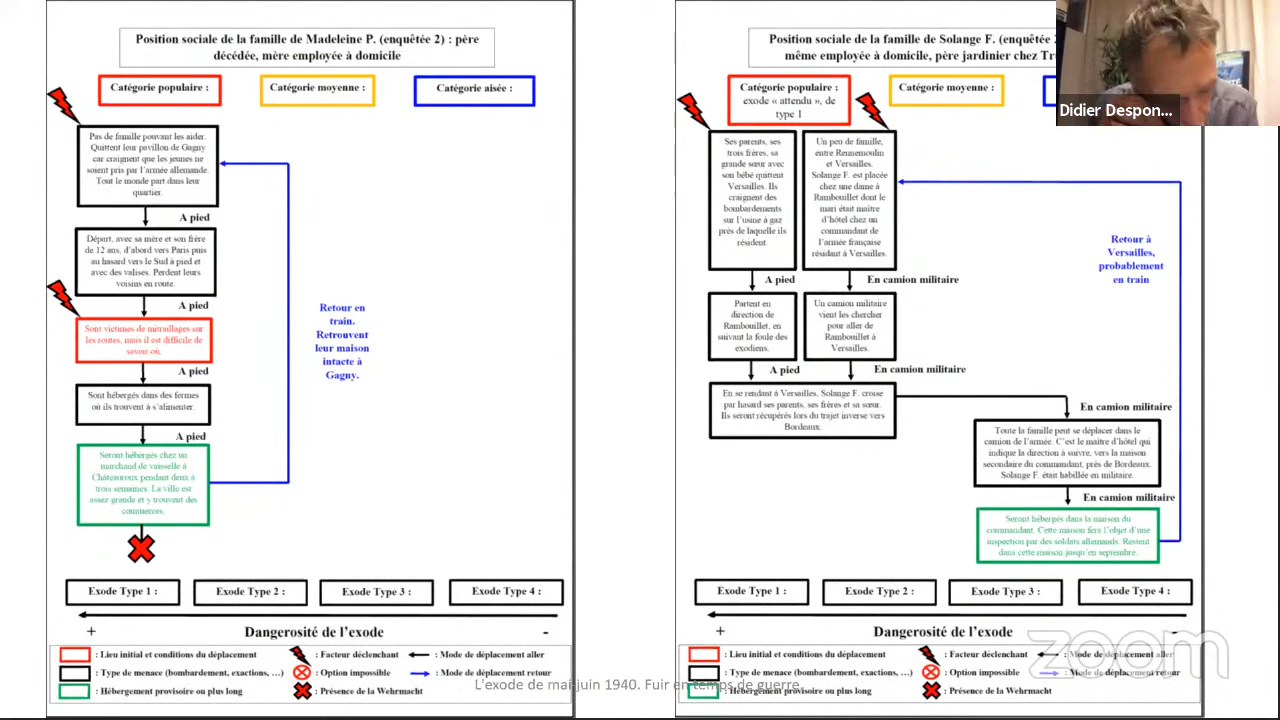 Position sociale de la famille de Madeleine P. (enquêtée 2) : père
décédée, mère employée à domicile
Catégorie populaire :
Catégorie moyenne :
Catégorie aisée :
Pas de famille pouvant les aider.
Quittent leur pavillon de Gagny
car craignent que les jeunes ne
soient pris par l'armée allemande.
Tout le monde part dans leur
quartier.
A pied
Départ, avec sa mère et son frère
de 12 ans, d'abord vers Paris puis
au hasard vers le Sud à pied et
avec des valises. Perdent leurs
voisins en route.
A pied
Sont victimes de mitraillages sur
les routes, mais il est difficile de
savoir où.
A pied
Sont hébergés dans des fermes
où ils trouvent à s'alimenter
A pied
Seront hébergés chez un
marchand de vaisselle à
Châteauroux pendant deux à
trois semaines. La ville est
assez grande et y trouvent des
commerces.
Retour en
train.
Retrouvent
leur maison
intacte à
Gagny.
Exode Type 1 :
Exode Type 2 :
Exode Type 3 :
Exode Type 4 :
+
Dangerosité de l'exode
-
: Lieu initial et conditions du déplacement
: Facteur déclenchant
: Mode de déplacement aller
: Type de menace (bombardement, exactions, …)
: Option impossible
: Mode de déplacement retour
: Hébergement provisoire ou plus long
: Présence de la Wehrmacht
Position sociale de la famille de Solange F. (enquêtée
même employée à domicile, père jardinier chez
Catégorie populaire :
exode « attendu », de
type 1
Catégorie moyenne :
Didier Despon...
Ses parents, ses
trois frères, sa
grande sœur avec
son bébé quittent
Versailles. Ils
craignent des
bombardements
sur l'usine à gaz
près de laquelle ils
résident
Un peu de famille,
entre Rennemoulin
et Versailles.
Solange F. est placée
chez une dame à
Rambouillet dont le
mari était maître
d'hôtel chez un
commandant de
l'armée française
résidant à Versailles.
A pied
En camion militaire
Partent en
direction de
Rambouillet, en
suivant la foule des
exodiens.
Un camion militaire
vient les chercher
pour aller de
Rambouillet à
Versailles.
A pied
En camion militaire
En se rendant à Versailles, Solange F. croise
par hasard ses parents, ses frères et sa sœur.
Ils seront récupérés lors du trajet inverse vers
Bordeaux.
En camion militaire
Toute la famille peut se déplacer dans le
camion de l'armée. C'est le maître d'hôtel qui
indique la direction à suivre, vers la maison
secondaire du commandant, près de Bordeaux.
Solange F. était habillée en militaire.
En camion militaire
Seront hébergés dans la maison du
commandant. Cette maison fera l'objet d'une
inspection par des soldats allemands. Restent
dans cette maison jusqu'en septembre.
Retour à
Versailles,
probablement
en train
Exode Type 1 :
Exode Type 2 :
Exode Type 3 :
Exode Type 4 :
+
Dangerosité de l'exode
-
: Lieu initial et conditions du déplacement
: Facteur déclenchant
: Mode de déplacement aller
: Type de menace (bombardement, exactions, …)
: Option impossible
: Mode de déplacement retour
: Hébergement provisoire ou plus long
: Présence de la Wehrmacht
L'exode de mai juin 1940. Fuir en temps de guerre
zoom